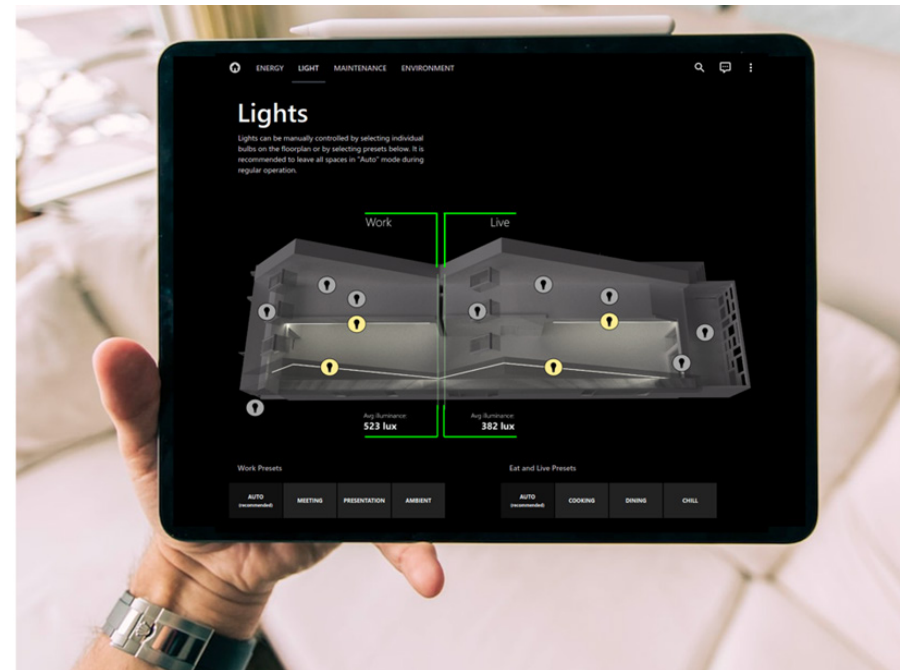 ENERGY LIGHT MAINTENANCE ENVIRONMENT
Lights
Lights can be manually controlled by selecting individual
bulbs on the floorplan or by selecting presets below. It is
recommended to leave all spaces in "Auto" mode during
regular operation.
Work Live
Avg illuminance: Avg illuminance:
523 lux 382 lux
Work Presets Eat and Live Presets
AUTO MEETING PRESENTATION AMBIENT AUTO COOKING DINING CHILL
(recommended) (recommended)